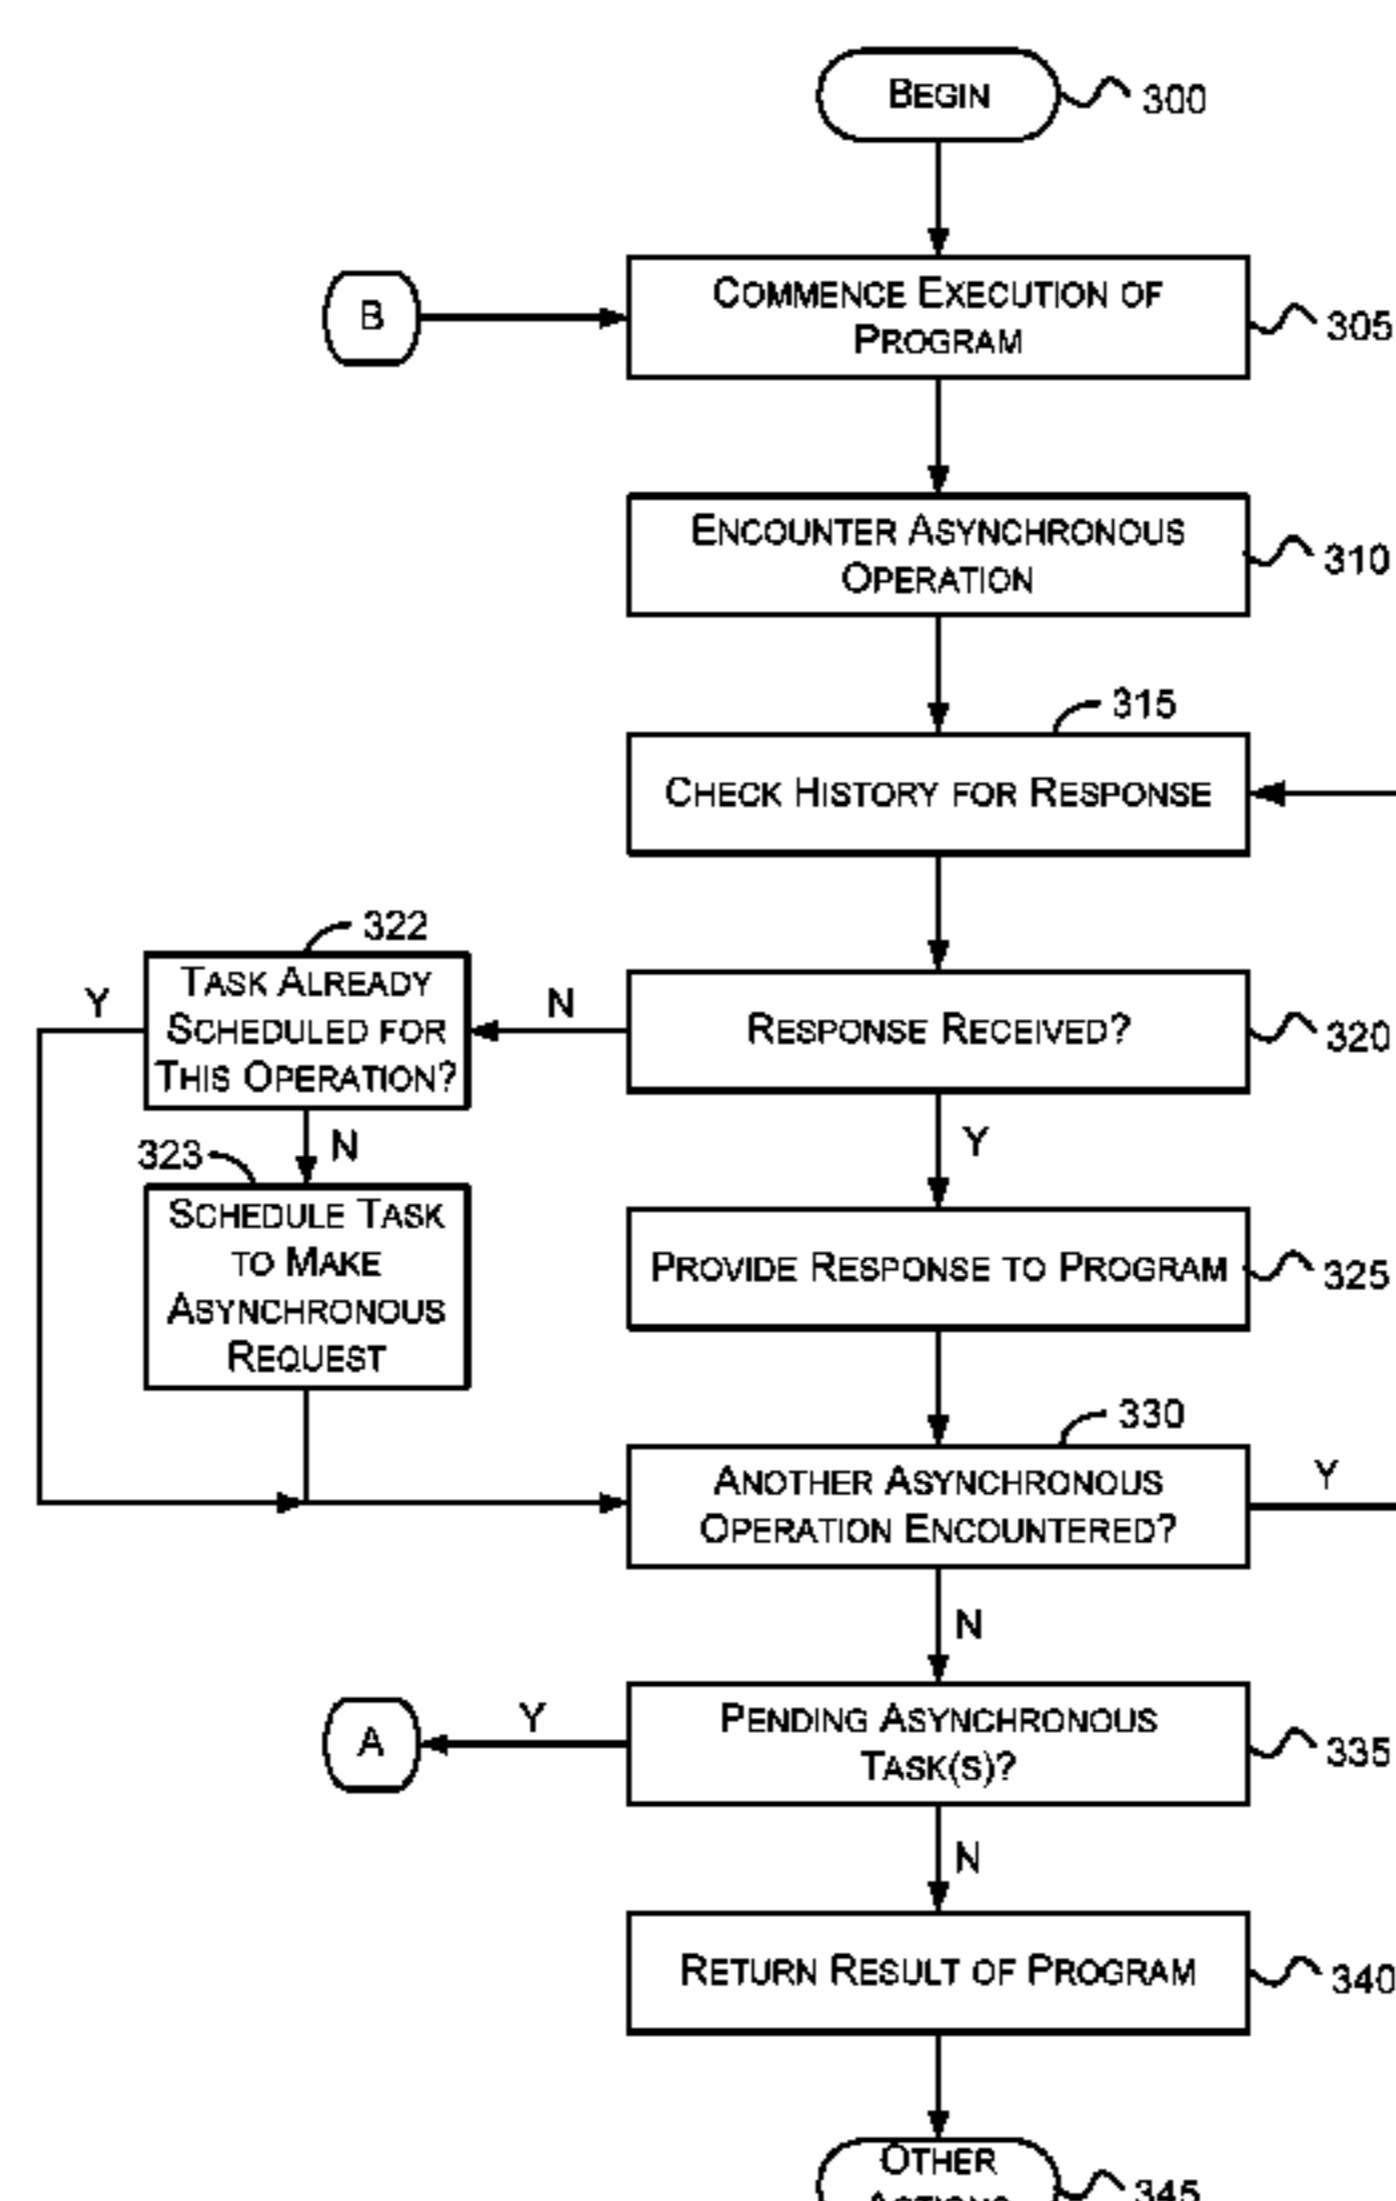 BEGIN
300
B
COMMENCE EXECUTION OF
PROGRAM
305
ENCOUNTER ASYNCHRONOUS
OPERATION
310
315
CHECK HISTORY FOR RESPONSE
322
TASK ALREADY
SCHEDULED FOR
THIS OPERATION?
Y
N
RESPONSE RECEIVED?
320
N
Y
323
SCHEDULE TASK
TO MAKE
ASYNCHRONOUS
REQUEST
PROVIDE RESPONSE TO PROGRAM
325
330
ANOTHER ASYNCHRONOUS
OPERATION ENCOUNTERED?
Y
N
A
Y
PENDING ASYNCHRONOUS
TASK(S)?
335
N
RETURN RESULT OF PROGRAM
340
OTHER
ACTIONS
345